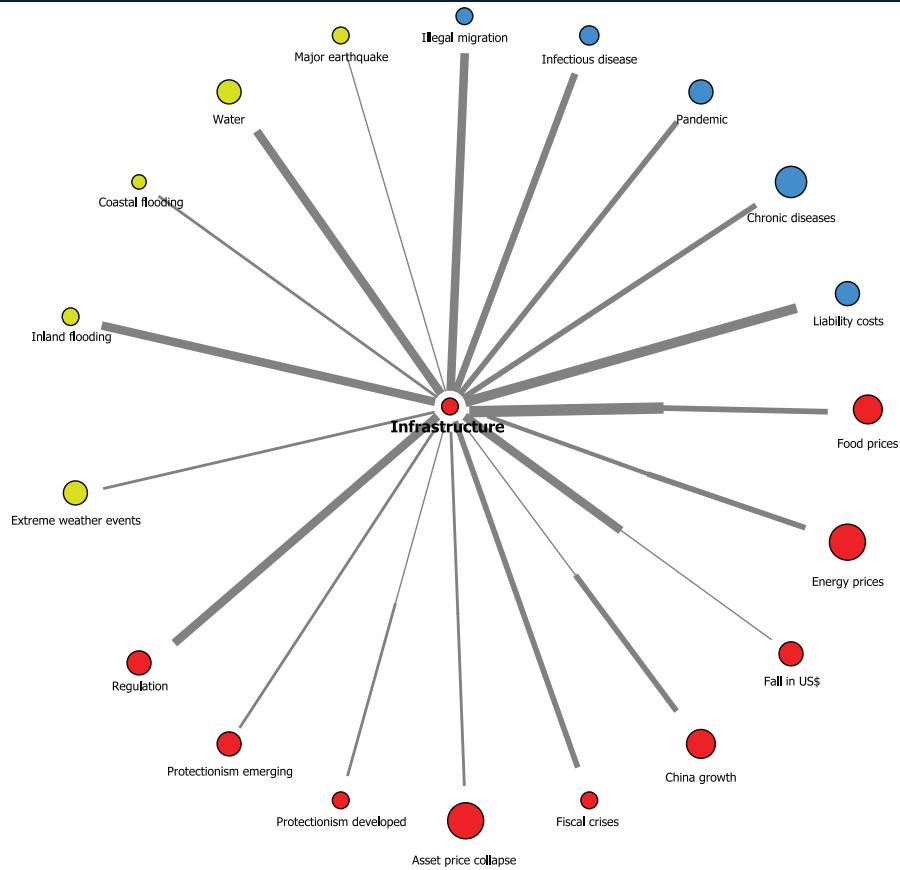 Illegal migration
Major earthquake
Infectious disease
Water
Pandemic
Coastal flooding
Chronic diseases
Inland flooding
Liability costs
Infrastructure
Food prices
Extreme weather events
Energy prices
Regulation
Fall in US$
Protectionism emerging
China growth
Protectionism developed
Fiscal crises
Asset price collapse